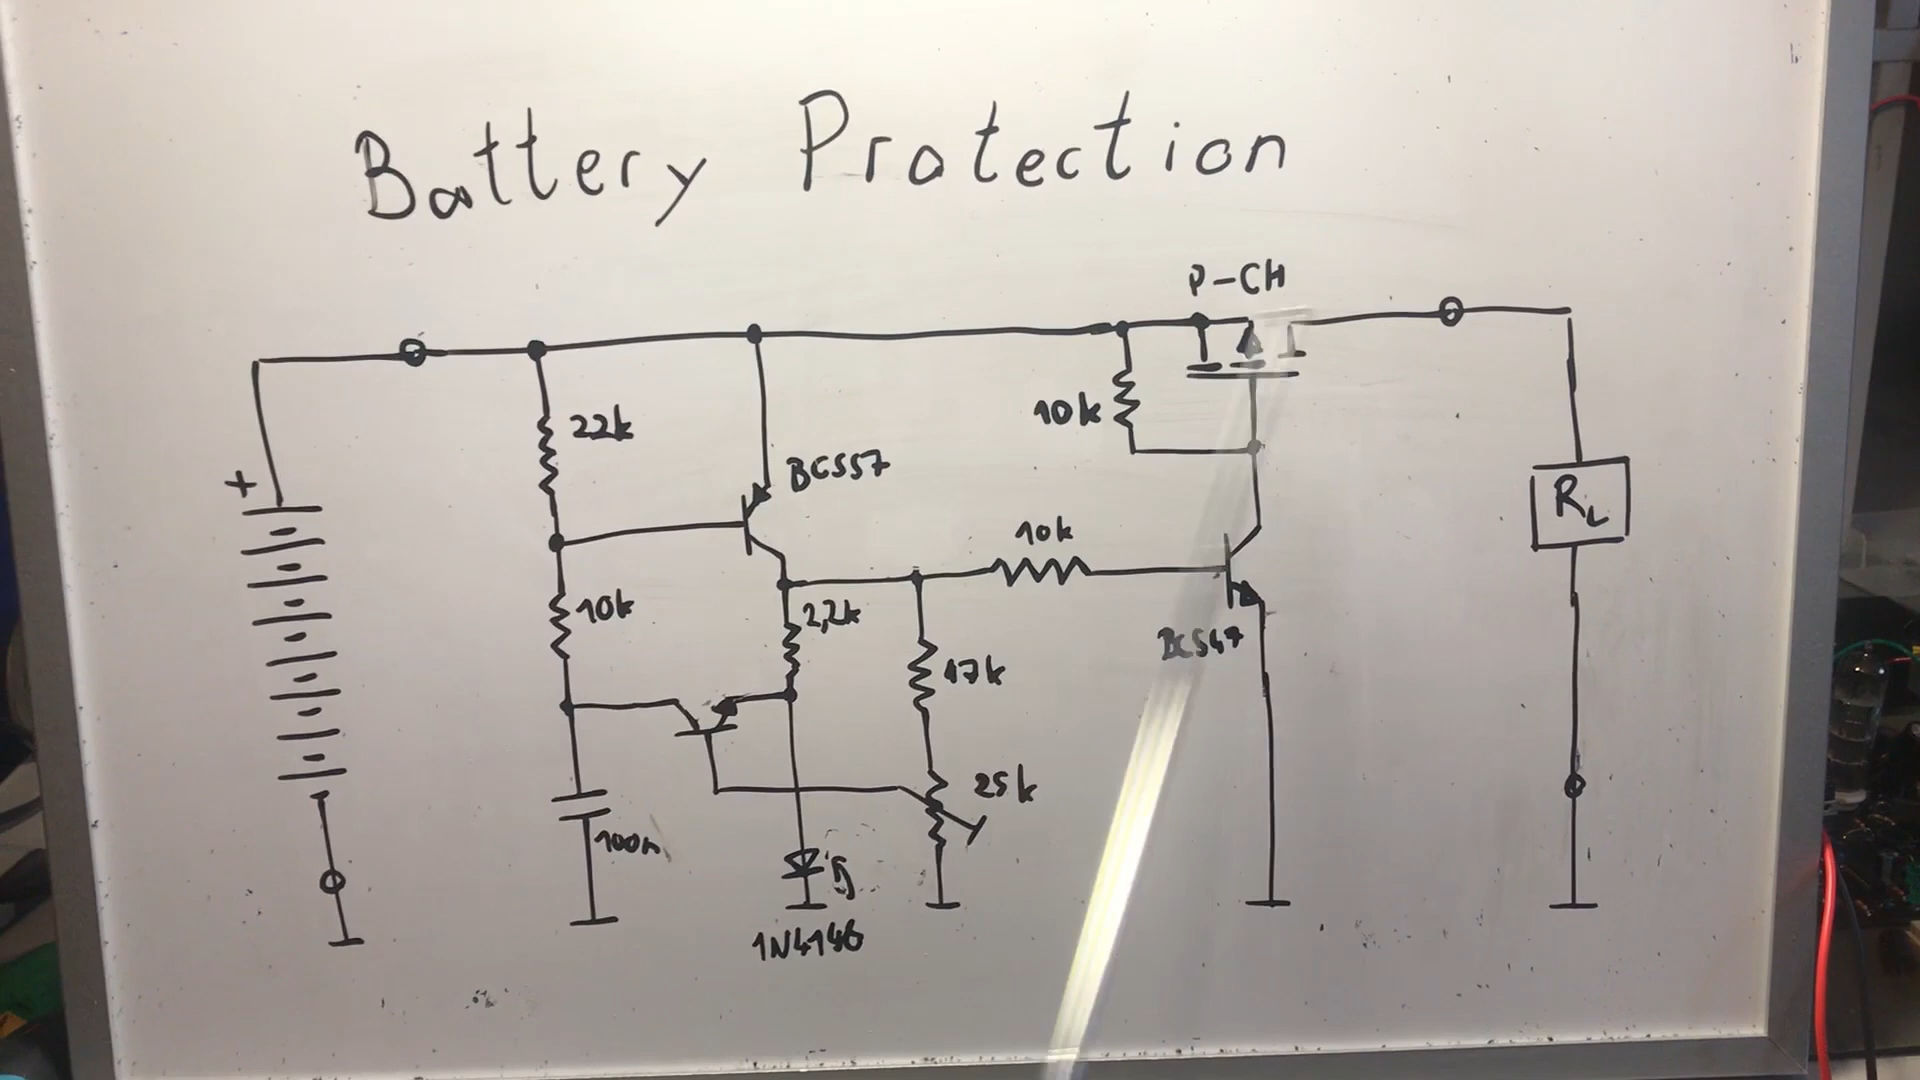 Battery Protection
P-CH
+
22k
10k
BC557
10k
10k
2,2k
BC547
47k
RL
25k
100n
1N4148